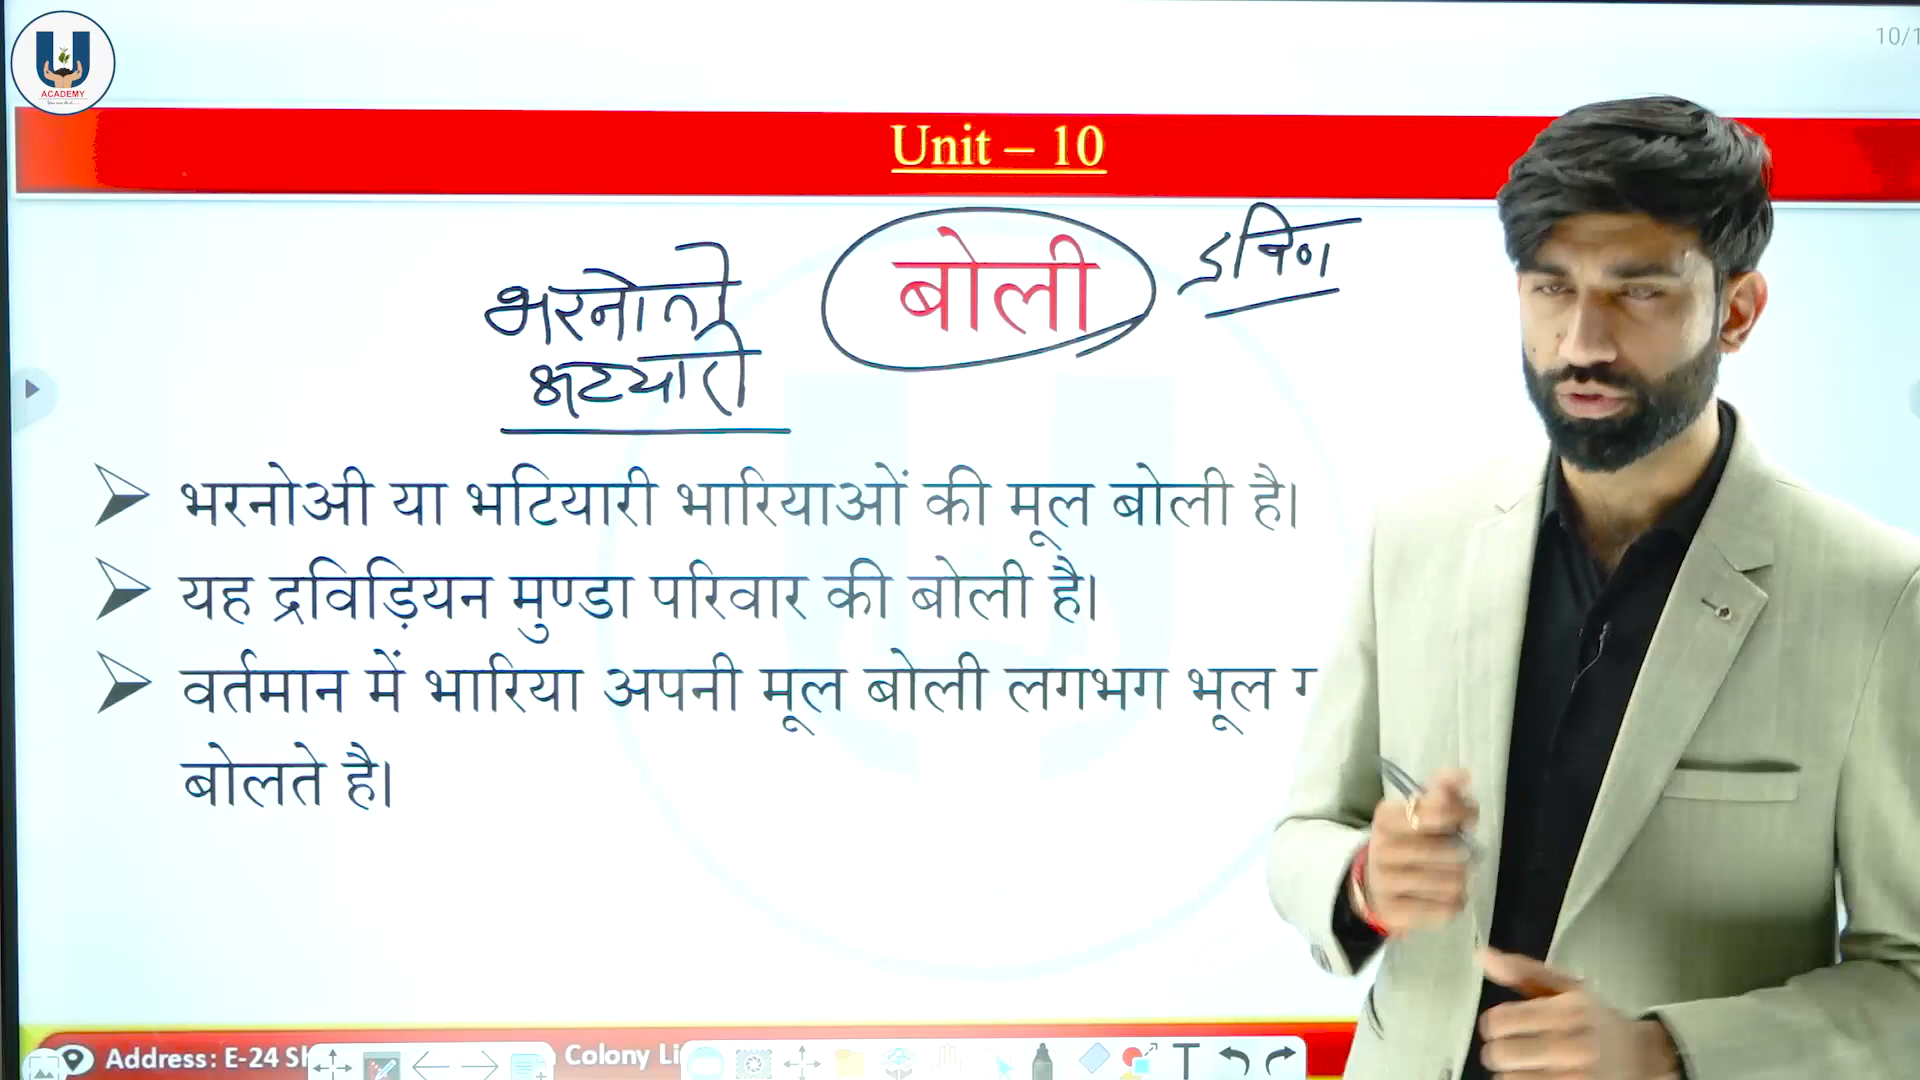 U
ACADEMY
10/1
Unit – 10
बोली
भरनोती
भटयारी
भरनोअी या भटियारी भारियाओं की मूल बोली है।
यह द्रविड़ियन मुण्डा परिवार की बोली है।
वर्तमान में भारिया अपनी मूल बोली लगभग भूल
बोलते है।
Address: E-24 Colony
T